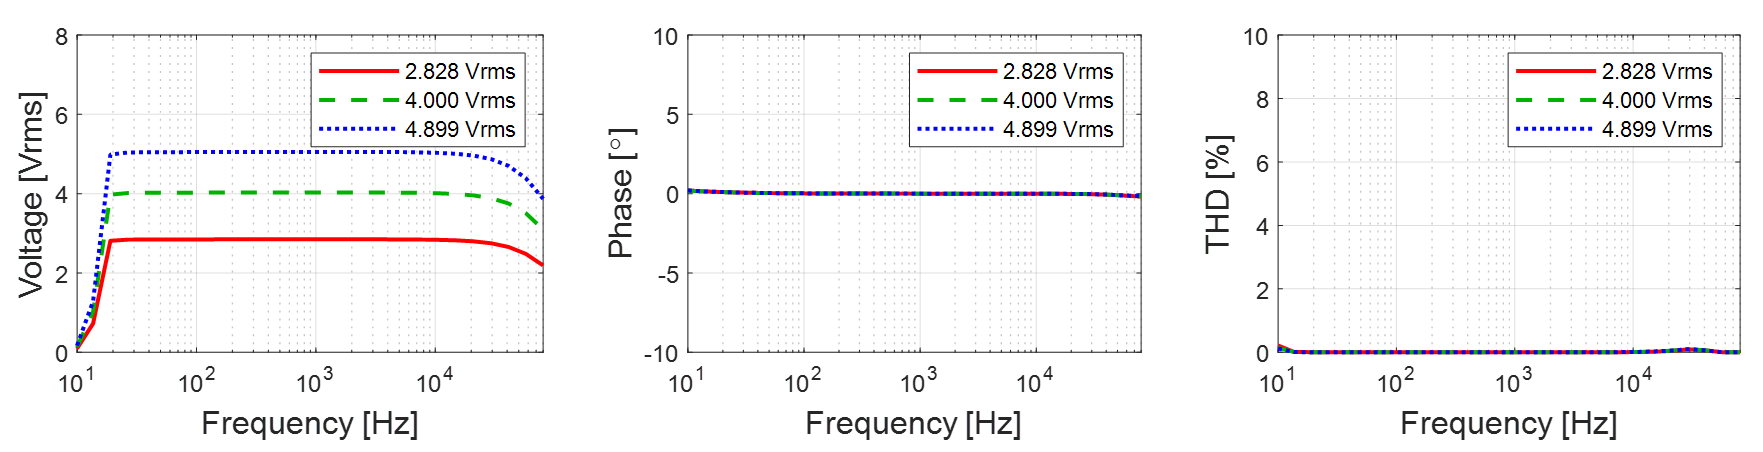 Voltage [Vrms]
8
6
4
2
0
10^1
10^2
10^3
10^4
Frequency [Hz]
2.828 Vrms
4.000 Vrms
4.899 Vrms
Phase [°]
10
5
0
-5
-10
10^1
10^2
10^3
10^4
Frequency [Hz]
2.828 Vrms
4.000 Vrms
4.899 Vrms
THD [%]
10
8
6
4
2
0
10^1
10^2
10^3
10^4
Frequency [Hz]
2.828 Vrms
4.000 Vrms
4.899 Vrms